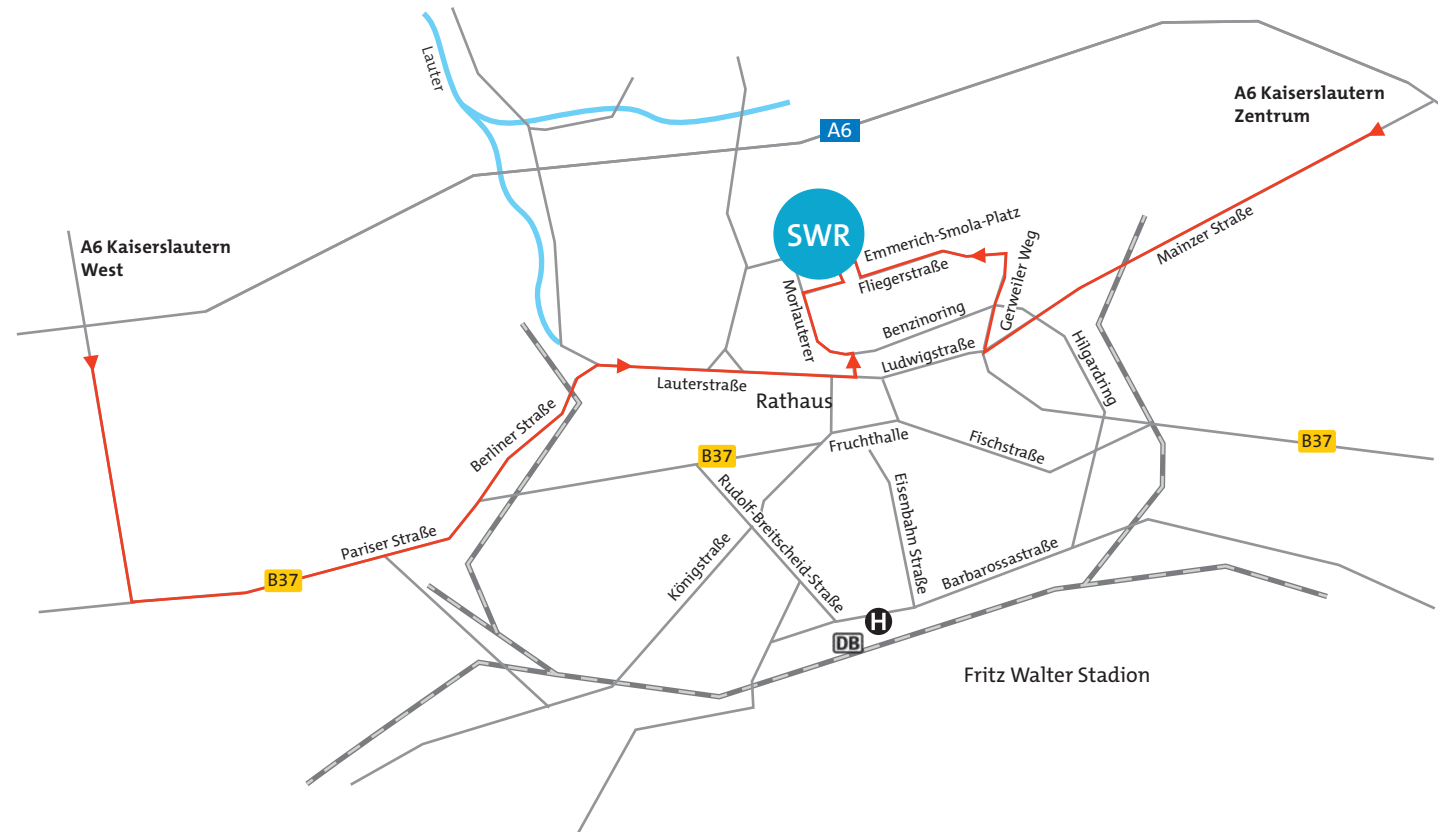 Lauter
A6 Kaiserslautern
Zentrum
A6
A6 Kaiserslautern
West
SWR
Emmerich-Smola-Platz
Fliegerstraße
Gerweiler Weg
Mainzer Straße
Morlauterer
Benzinoring
Ludwigstraße
Hilgardring
Lauterstraße
Rathaus
Berliner Straße
B37
Fruchthalle
Fischstraße
B37
Rudolf-Breitscheid-Straße
Eisenbahn Straße
Pariser Straße
Königstraße
Barbarossastraße
B37
H
DB
Fritz Walter Stadion